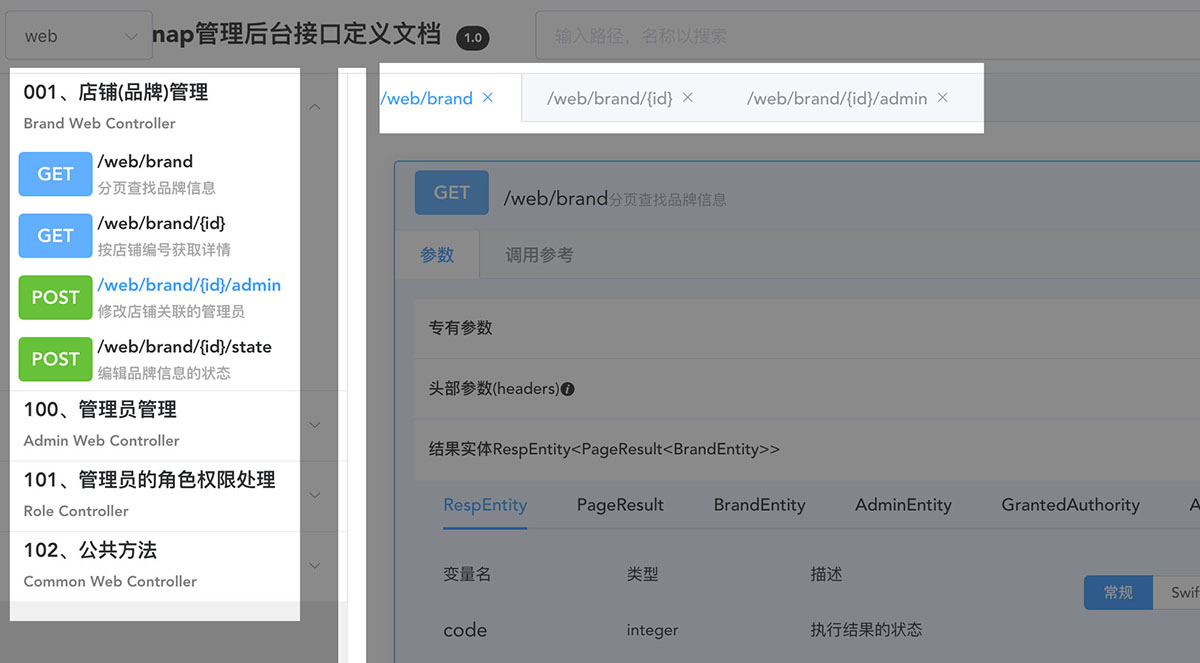 web
nap管理后台接口定义文档
1.0
输入路径，名称以搜索
001、店铺(品牌)管理
Brand Web Controller
GET /web/brand
分页查找品牌信息
GET /web/brand/{id}
按店铺编号获取详情
POST /web/brand/{id}/admin
修改店铺关联的管理员
POST /web/brand/{id}/state
编辑品牌信息的状态
100、管理员管理
Admin Web Controller
101、管理员的角色权限处理
Role Controller
102、公共方法
Common Web Controller
/web/brand × /web/brand/{id} × /web/brand/{id}/admin ×
GET /web/brand分页查找品牌信息
参数 调用参考
专有参数
头部参数(headers)
结果实体RespEntity<PageResult<BrandEntity>>
RespEntity PageResult BrandEntity AdminEntity GrantedAuthority A
变量名 类型 描述
常规 Swif
code integer 执行结果的状态